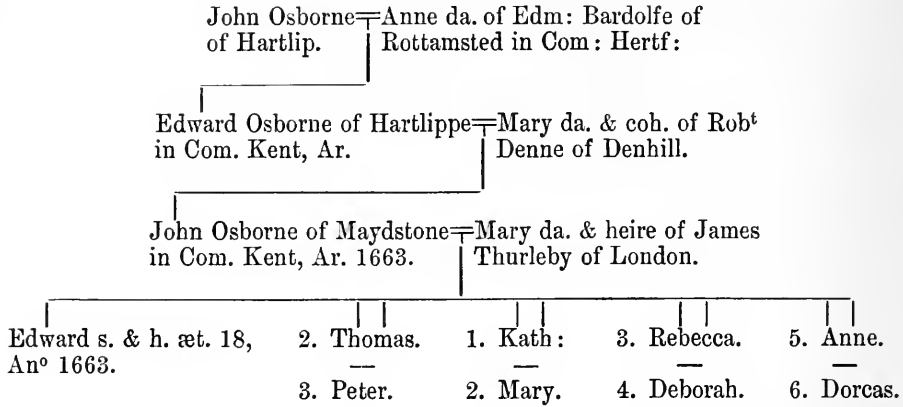 John Osborne╤Anne da. of Edm: Bardolfe of
of Hartlip. Rottamsted in Com: Hertf:
Edward Osborne of Hartlippe╤Mary da. & coh. of Robᵗ
in Com. Kent, Ar. Denne of Denhill.
John Osborne of Maydstone╤Mary da. & heire of James
in Com. Kent, Ar. 1663. Thurleby of London.
Edward s. & h. æt. 18, 2. Thomas. 1. Kath: 3. Rebecca. 5. Anne.
Anº 1663.
3. Peter. 2. Mary. 4. Deborah. 6. Dorcas.